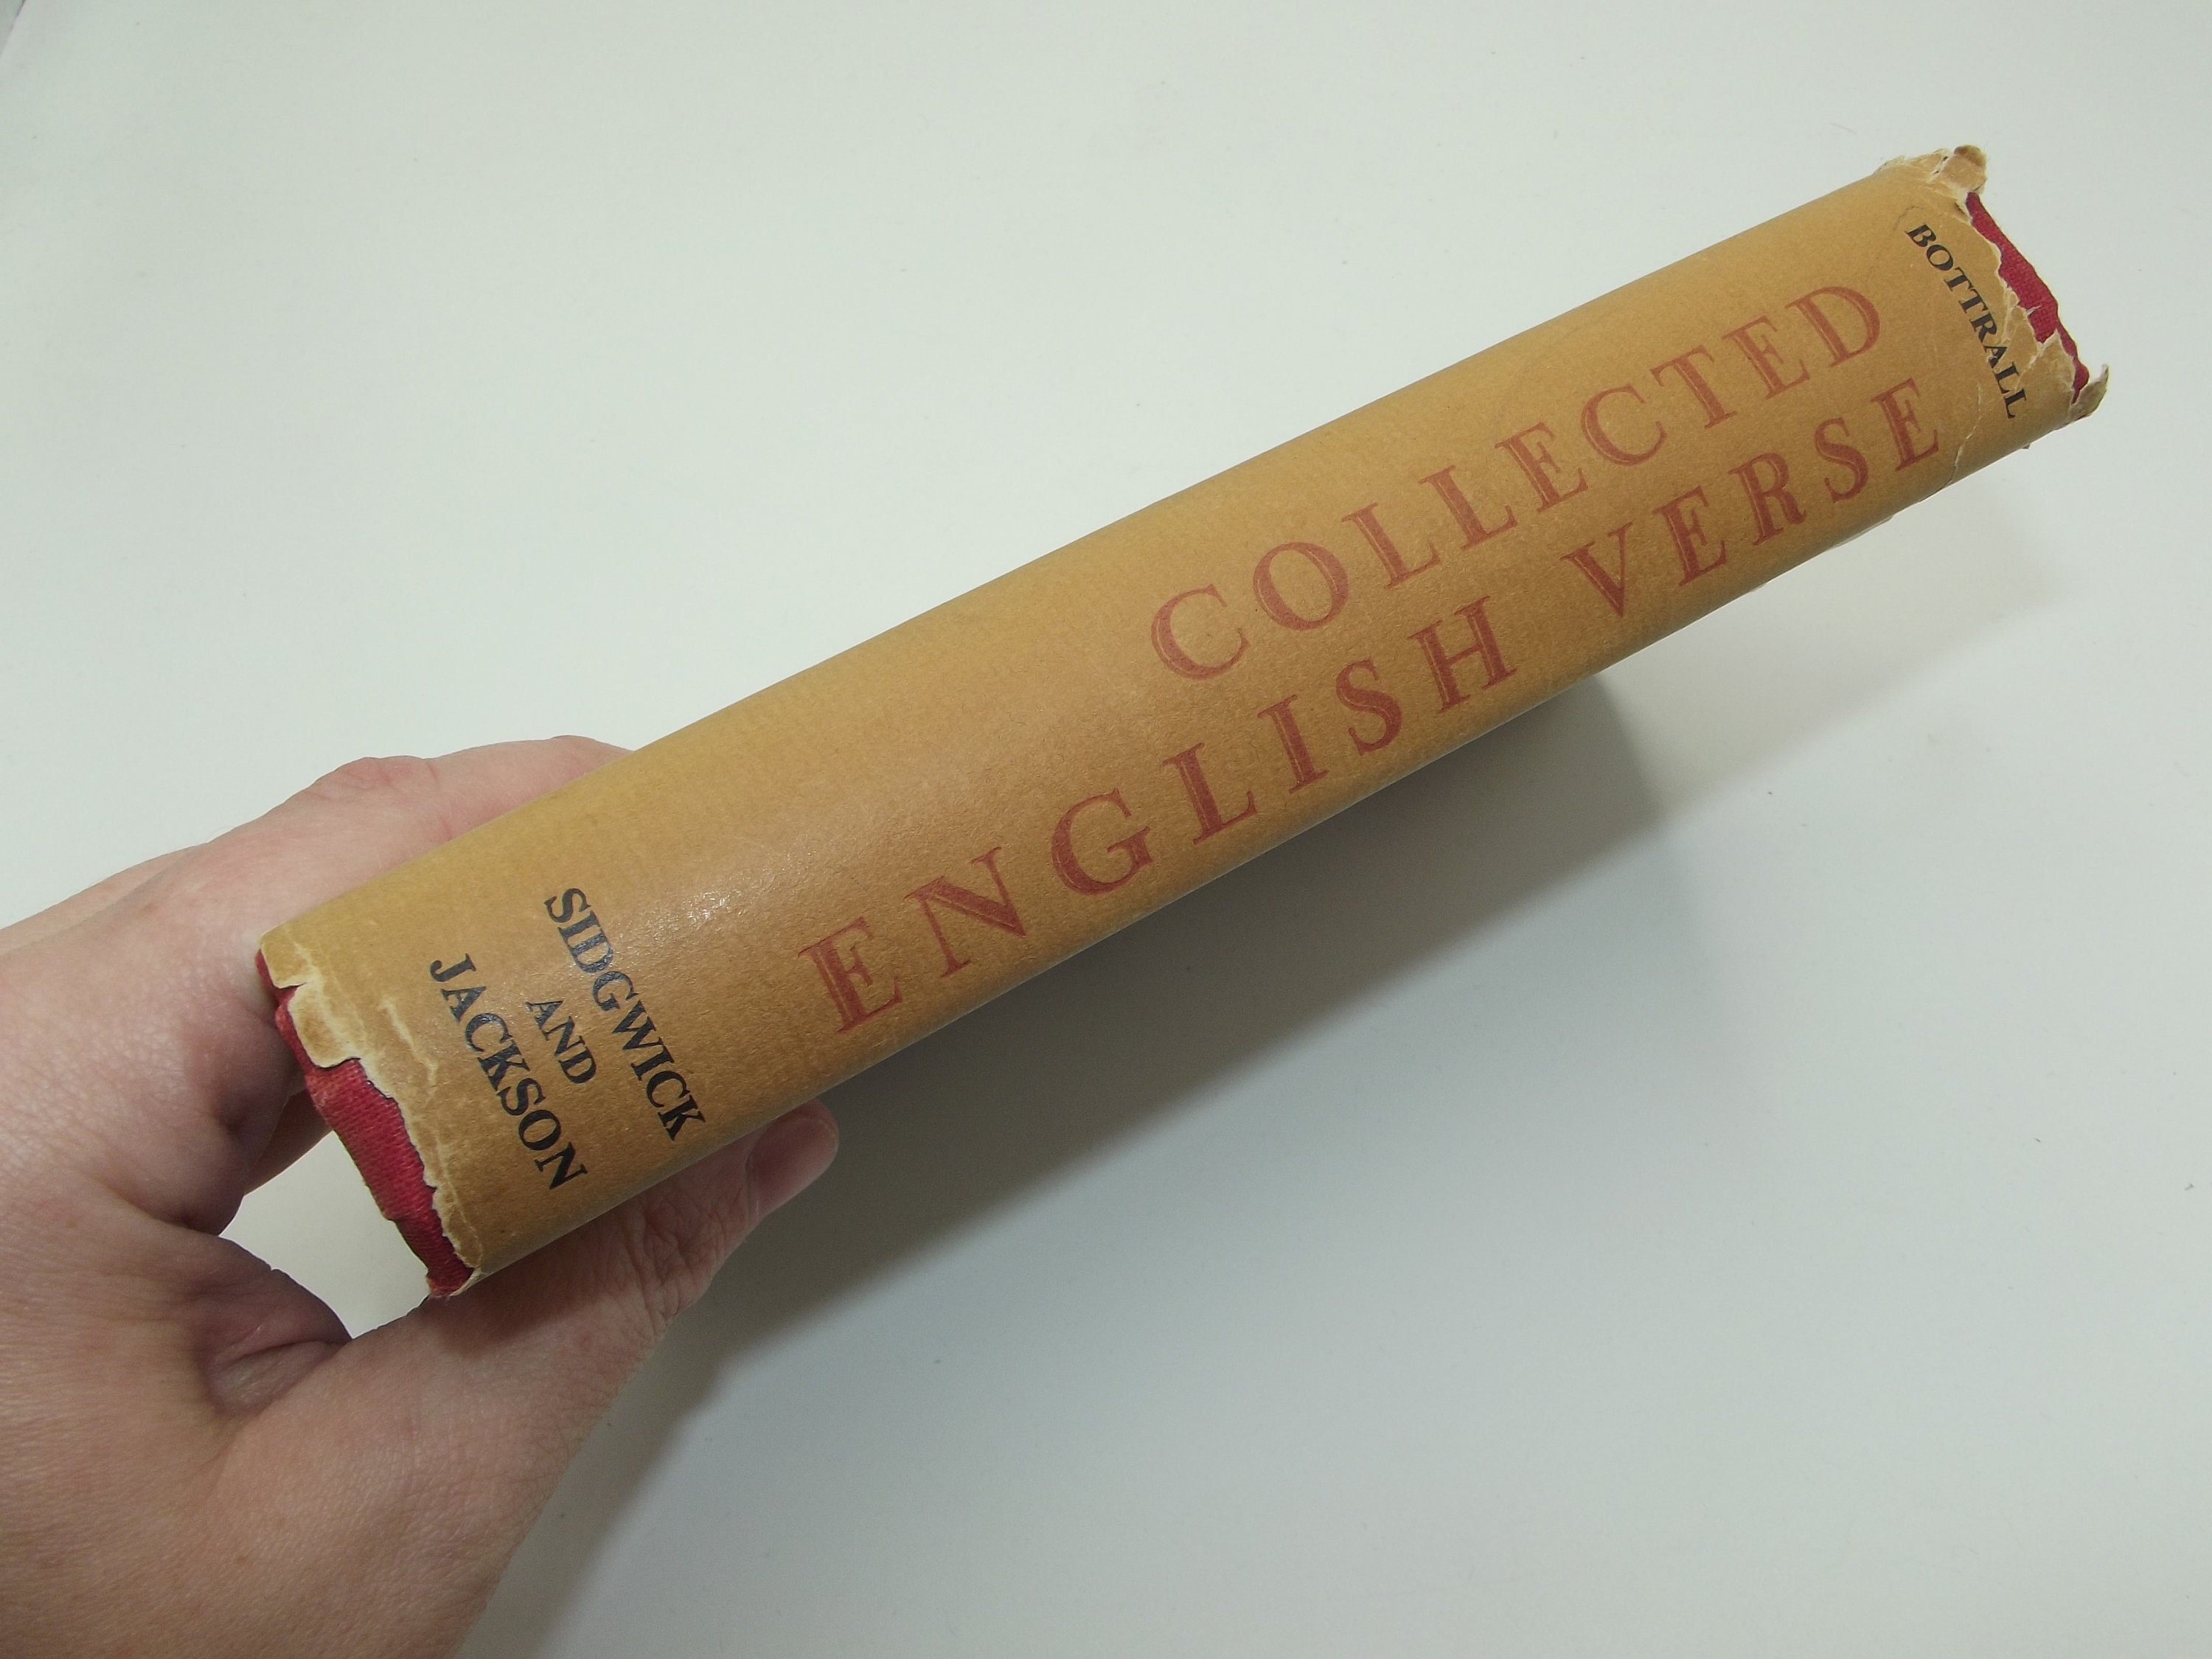 BOTTRALL
COLLECTED
ENGLISH VERSE
SIDGWICK
AND
JACKSON